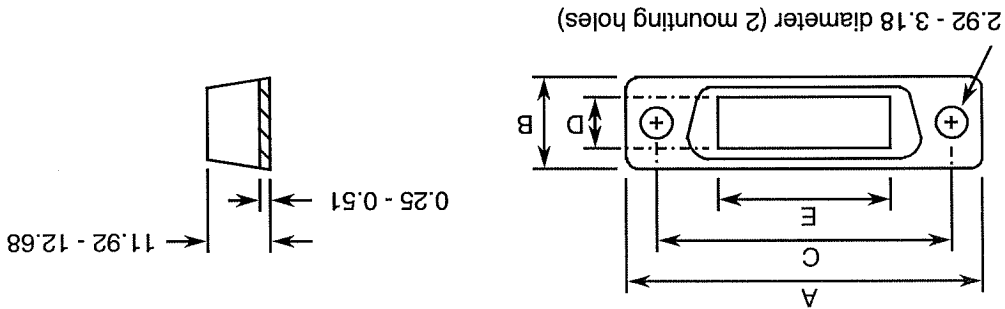 A
C
E
11.92 - 12.68
0.25 - 0.51
D
B
2.92 - 3.18 diameter (2 mounting holes)